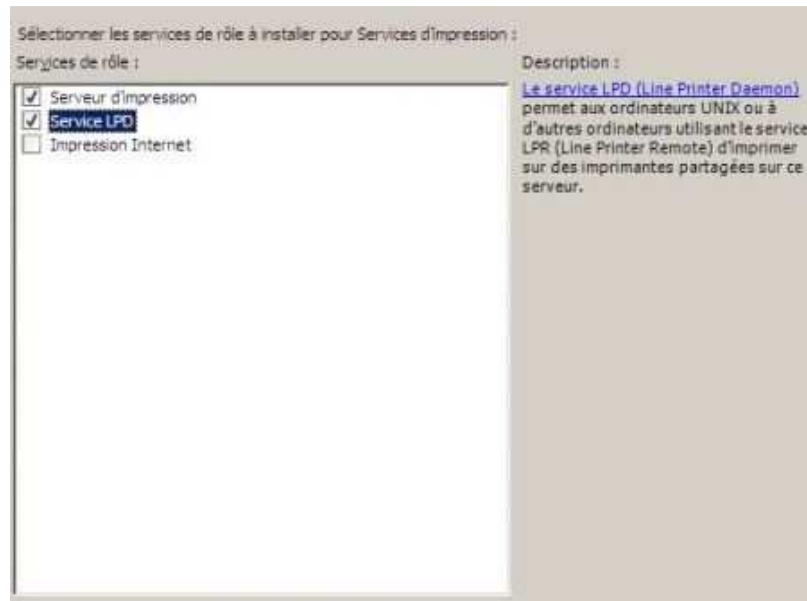 Sélectionner les services de rôle à installer pour Services d'impression :
Services de rôle :
Serveur d'impression
Service LPD
Impression Internet
Description :
Le service LPD (Line Printer Daemon)
permet aux ordinateurs UNIX ou à
d'autres ordinateurs utilisant le service
LPR (Line Printer Remote) d'imprimer
sur des imprimantes partagées sur ce
serveur.